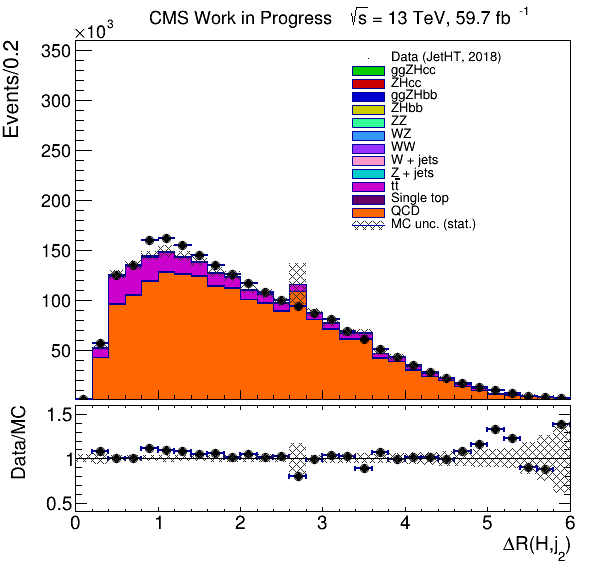 CMS Work in Progress √s = 13 TeV, 59.7 fb⁻¹
×10³
Events/0.2
350
300
250
200
150
100
50
Data (JetHT, 2018)
ggZHcc
ZHcc
ggZHbb
ZHbb
ZZ
WZ
WW
W + jets
Z + jets
tt̅
Single top
QCD
MC unc. (stat.)
Data/MC
1.5
1
0.5
0 1 2 3 4 5 6
ΔR(H,j₂)